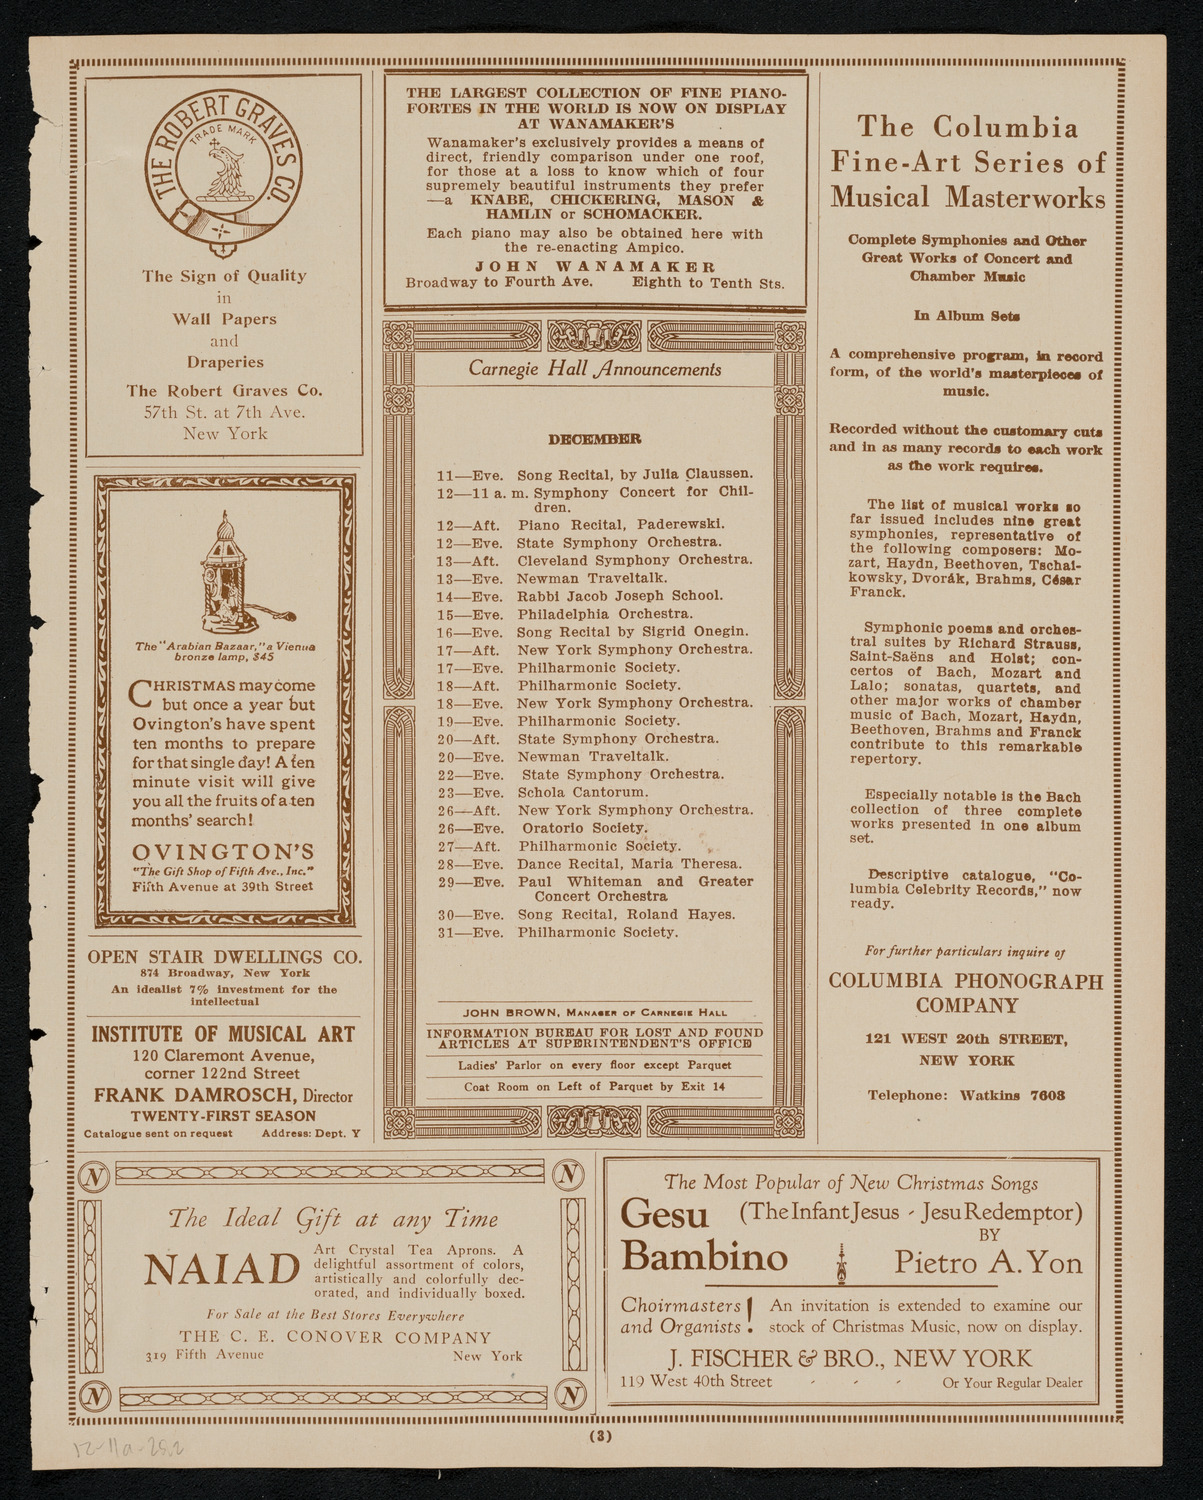 THE ROBERT GRAVES CO.
TRADE MARK
The Sign of Quality
in
Wall Papers
and
Draperies
The Robert Graves Co.
57th St. at 7th Ave.
New York
The "Arabian Bazaar," a Vienna
bronze lamp, $45
CHRISTMAS may come
but once a year but
Ovington's have spent
ten months to prepare
for that single day! A ten
minute visit will give
you all the fruits of a ten
months' search!
OVINGTON'S
"The Gift Shop of Fifth Ave., Inc."
Fifth Avenue at 39th Street
OPEN STAIR DWELLINGS CO.
874 Broadway, New York
An idealist 7% investment for the
intellectual
INSTITUTE OF MUSICAL ART
120 Claremont Avenue,
corner 122nd Street
FRANK DAMROSCH, Director
TWENTY-FIRST SEASON
Catalogue sent on request Address: Dept. Y
THE LARGEST COLLECTION OF FINE PIANO-
FORTES IN THE WORLD IS NOW ON DISPLAY
AT WANAMAKER'S
Wanamaker's exclusively provides a means of
direct, friendly comparison under one roof,
for those at a loss to know which of four
supremely beautiful instruments they prefer
—a KNABE, CHICKERING, MASON &
HAMLIN or SCHOMACKER.
Each piano may also be obtained here with
the re-enacting Ampico.
JOHN WANAMAKER
Broadway to Fourth Ave. Eighth to Tenth Sts.
Carnegie Hall Announcements
DECEMBER
11—Eve. Song Recital, by Julia Claussen.
12—11 a. m. Symphony Concert for Chil-
dren.
12—Aft. Piano Recital, Paderewski.
12—Eve. State Symphony Orchestra.
13—Aft. Cleveland Symphony Orchestra.
13—Eve. Newman Traveltalk.
14—Eve. Rabbi Jacob Joseph School.
15—Eve. Philadelphia Orchestra.
16—Eve. Song Recital by Sigrid Onegin.
17—Aft. New York Symphony Orchestra.
17—Eve. Philharmonic Society.
18—Aft. Philharmonic Society.
18—Eve. New York Symphony Orchestra.
19—Eve. Philharmonic Society.
20—Aft. State Symphony Orchestra.
20—Eve. Newman Traveltalk.
22—Eve. State Symphony Orchestra.
23—Eve. Schola Cantorum.
26—Aft. New York Symphony Orchestra.
26—Eve. Oratorio Society.
27—Aft. Philharmonic Society.
28—Eve. Dance Recital, Maria Theresa.
29—Eve. Paul Whiteman and Greater
Concert Orchestra
30—Eve. Song Recital, Roland Hayes.
31—Eve. Philharmonic Society.
JOHN BROWN, MANAGER OF CARNEGIE HALL
INFORMATION BUREAU FOR LOST AND FOUND
ARTICLES AT SUPERINTENDENT'S OFFICE
Ladies' Parlor on every floor except Parquet
Coat Room on Left of Parquet by Exit 14
The Columbia
Fine-Art Series of
Musical Masterworks
Complete Symphonies and Other
Great Works of Concert and
Chamber Music
In Album Sets
A comprehensive program, in record
form, of the world's masterpieces of
music.
Recorded without the customary cuts
and in as many records to each work
as the work requires.
The list of musical works so
far issued includes nine great
symphonies, representative of
the following composers: Mo-
zart, Haydn, Beethoven, Tschai-
kowsky, Dvorák, Brahms, César
Franck.
Symphonic poems and orches-
tral suites by Richard Strauss,
Saint-Saëns and Holst; con-
certos of Bach, Mozart and
Lalo; sonatas, quartets, and
other major works of chamber
music of Bach, Mozart, Haydn,
Beethoven, Brahms and Franck
contribute to this remarkable
repertory.
Especially notable is the Bach
collection of three complete
works presented in one album
set.
Descriptive catalogue, "Co-
lumbia Celebrity Records," now
ready.
For further particulars inquire of
COLUMBIA PHONOGRAPH
COMPANY
121 WEST 20th STREET,
NEW YORK
Telephone: Watkins 7608
N N
The Ideal Gift at any Time
NAIAD
Art Crystal Tea Aprons. A
delightful assortment of colors,
artistically and colorfully dec-
orated, and individually boxed.
For Sale at the Best Stores Everywhere
THE C. E. CONOVER COMPANY
319 Fifth Avenue New York
N N
The Most Popular of New Christmas Songs
Gesu (The Infant Jesus - Jesu Redemptor)
BY
Bambino Pietro A. Yon
Choirmasters
and Organists!
An invitation is extended to examine our
stock of Christmas Music, now on display.
J. FISCHER & BRO., NEW YORK
119 West 40th Street - - - Or Your Regular Dealer
(3)
12-11a-25.2